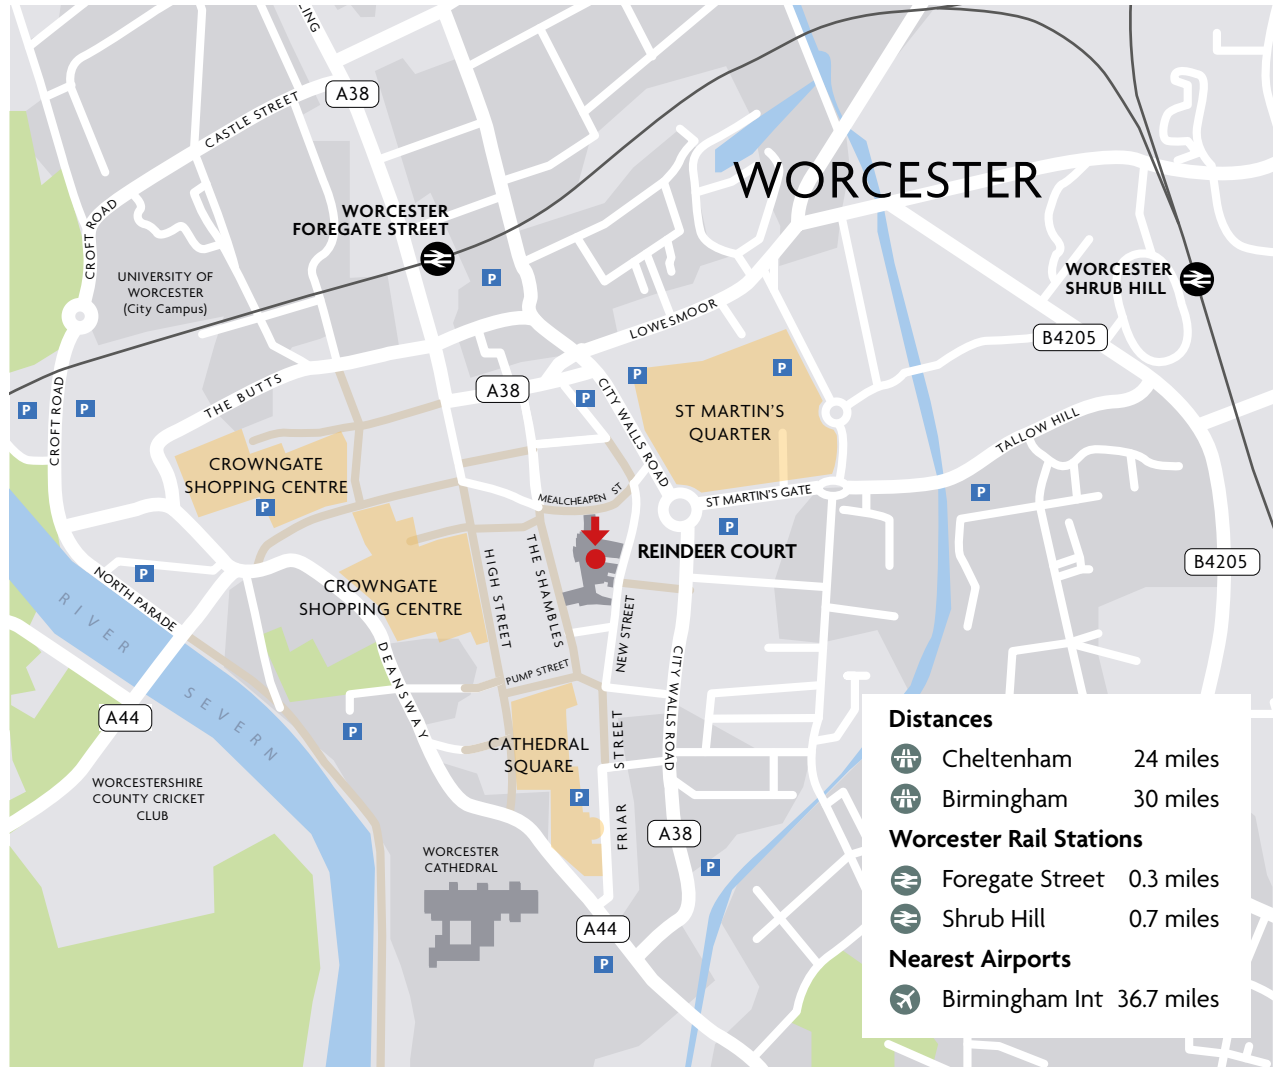 LING
A38
CASTLE STREET
WORCESTER
CROFT ROAD
WORCESTER
FOREGATE STREET
P
UNIVERSITY OF
WORCESTER
(City Campus)
WORCESTER
SHRUB HILL
LOWESMOOR
B4205
P
P
THE BUTTS
A38
P
CITY WALLS ROAD
P
P
CROFT ROAD
ST MARTIN'S
QUARTER
TALLOW HILL
CROWNGATE
SHOPPING CENTRE
P
MEALCHEAPEN ST
ST MARTIN'S GATE
P
P
REINDEER COURT
B4205
P
NORTH PARADE
CROWNGATE
SHOPPING CENTRE
HIGH STREET
THE SHAMBLES
NEW STREET
RIVER SEVERN
DEANSWAY
PUMP STREET
CITY WALLS ROAD
A44
P
CATHEDRAL
SQUARE
P
FRIAR STREET
WORCESTERSHIRE
COUNTY CRICKET
CLUB
A38
WORCESTER
CATHEDRAL
P
A44
P
Distances
Cheltenham 24 miles
Birmingham 30 miles
Worcester Rail Stations
Foregate Street 0.3 miles
Shrub Hill 0.7 miles
Nearest Airports
Birmingham Int 36.7 miles